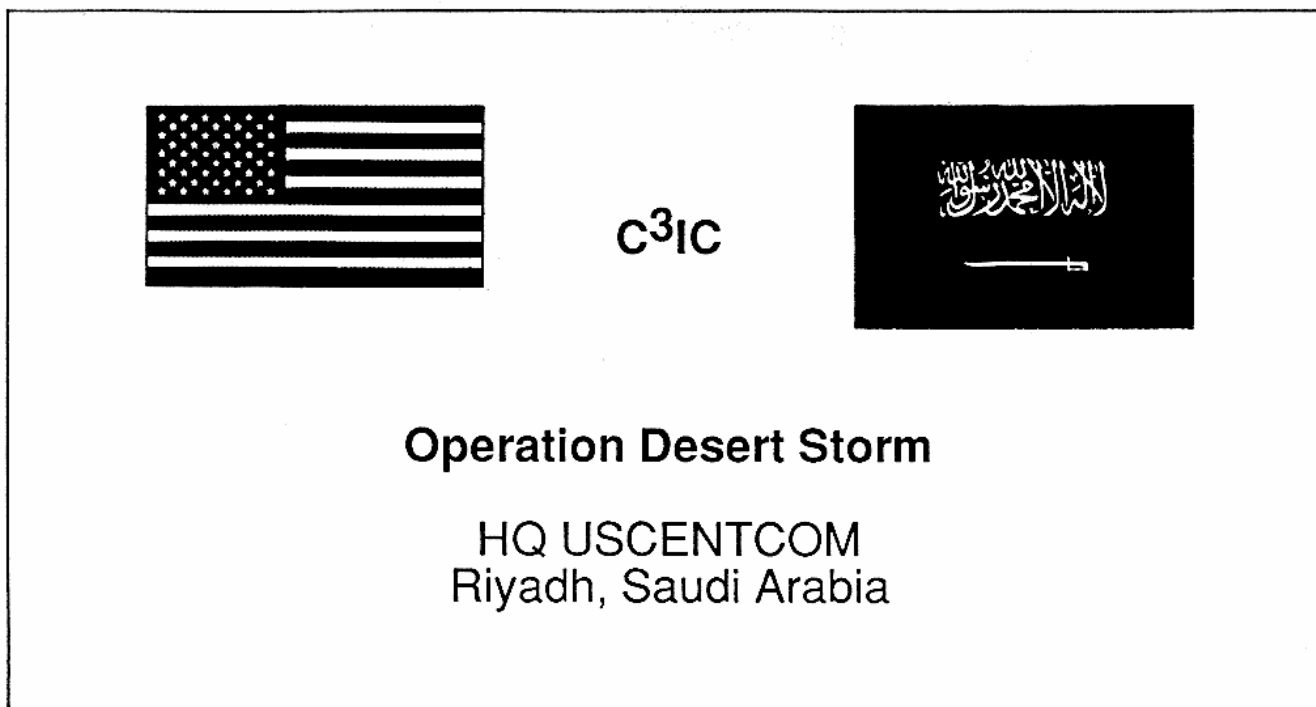 C³IC
لا إله إلا الله محمد رسول الله
Operation Desert Storm
HQ USCENTCOM
Riyadh, Saudi Arabia